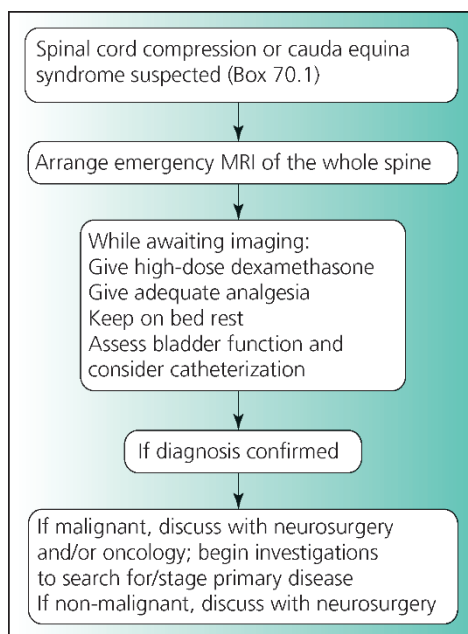 Spinal cord compression or cauda equina
syndrome suspected (Box 70.1)
Arrange emergency MRI of the whole spine
While awaiting imaging:
Give high-dose dexamethasone
Give adequate analgesia
Keep on bed rest
Assess bladder function and
consider catheterization
If diagnosis confirmed
If malignant, discuss with neurosurgery
and/or oncology; begin investigations
to search for/stage primary disease
If non-malignant, discuss with neurosurgery